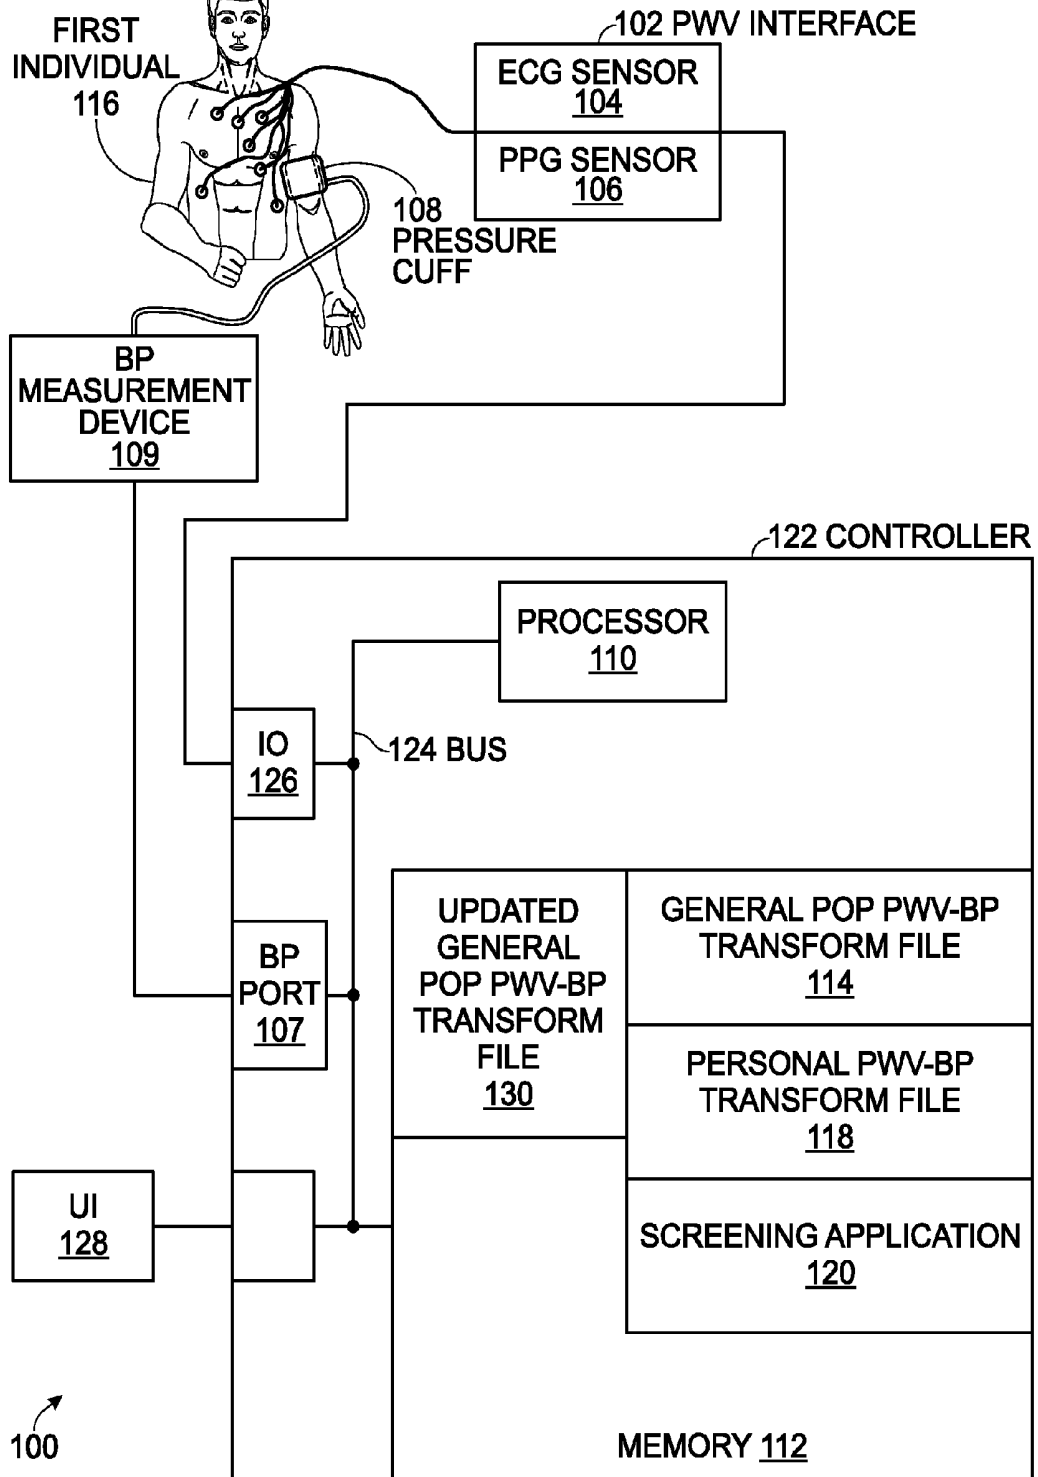 FIRST
INDIVIDUAL
116
102 PWV INTERFACE
ECG SENSOR
104
PPG SENSOR
106
108
PRESSURE
CUFF
BP
MEASUREMENT
DEVICE
109
122 CONTROLLER
PROCESSOR
110
124 BUS
IO
126
BP
PORT
107
UPDATED
GENERAL
POP PWV-BP
TRANSFORM
FILE
130
GENERAL POP PWV-BP
TRANSFORM FILE
114
PERSONAL PWV-BP
TRANSFORM FILE
118
SCREENING APPLICATION
120
UI
128
100
MEMORY 112